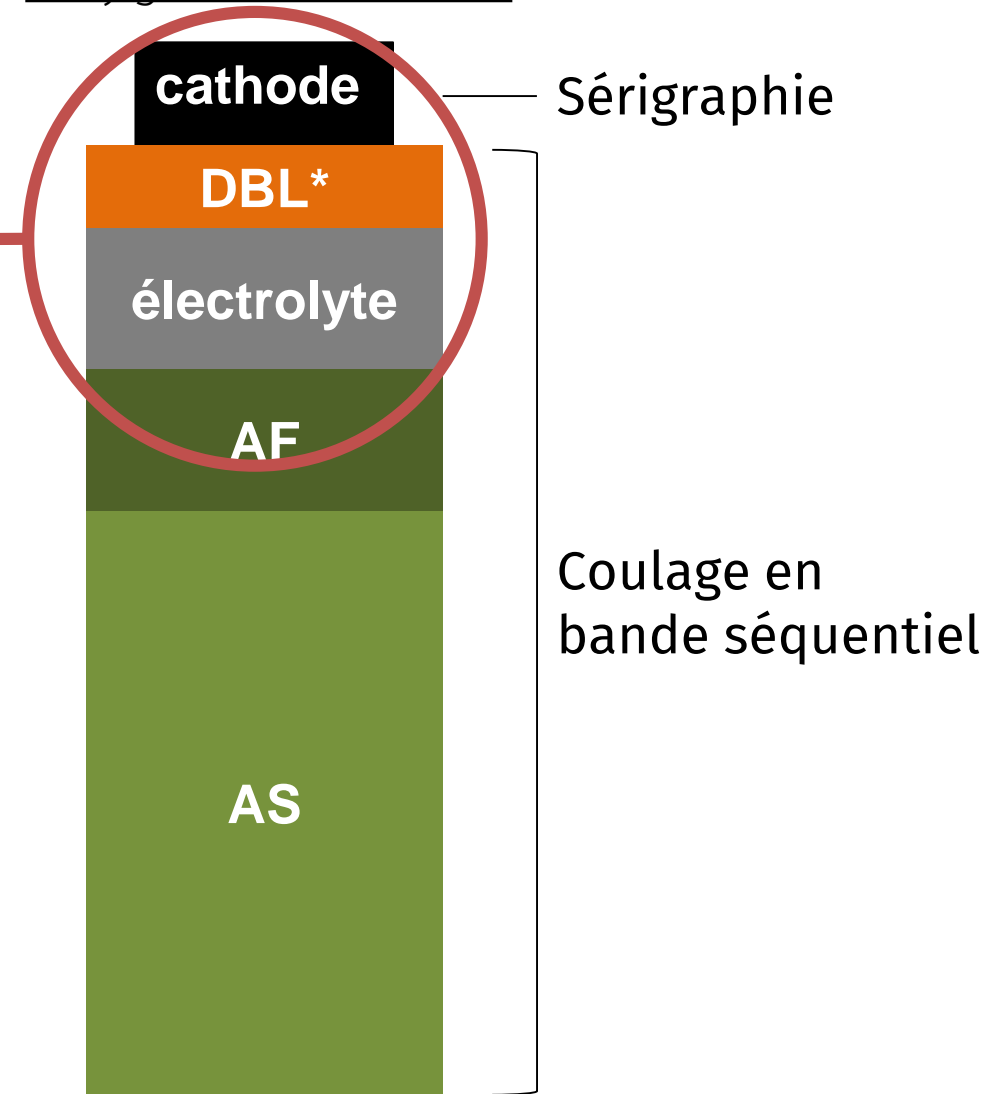 cathode
Sérigraphie
DBL*
électrolyte
AF
Coulage en
bande séquentiel
AS